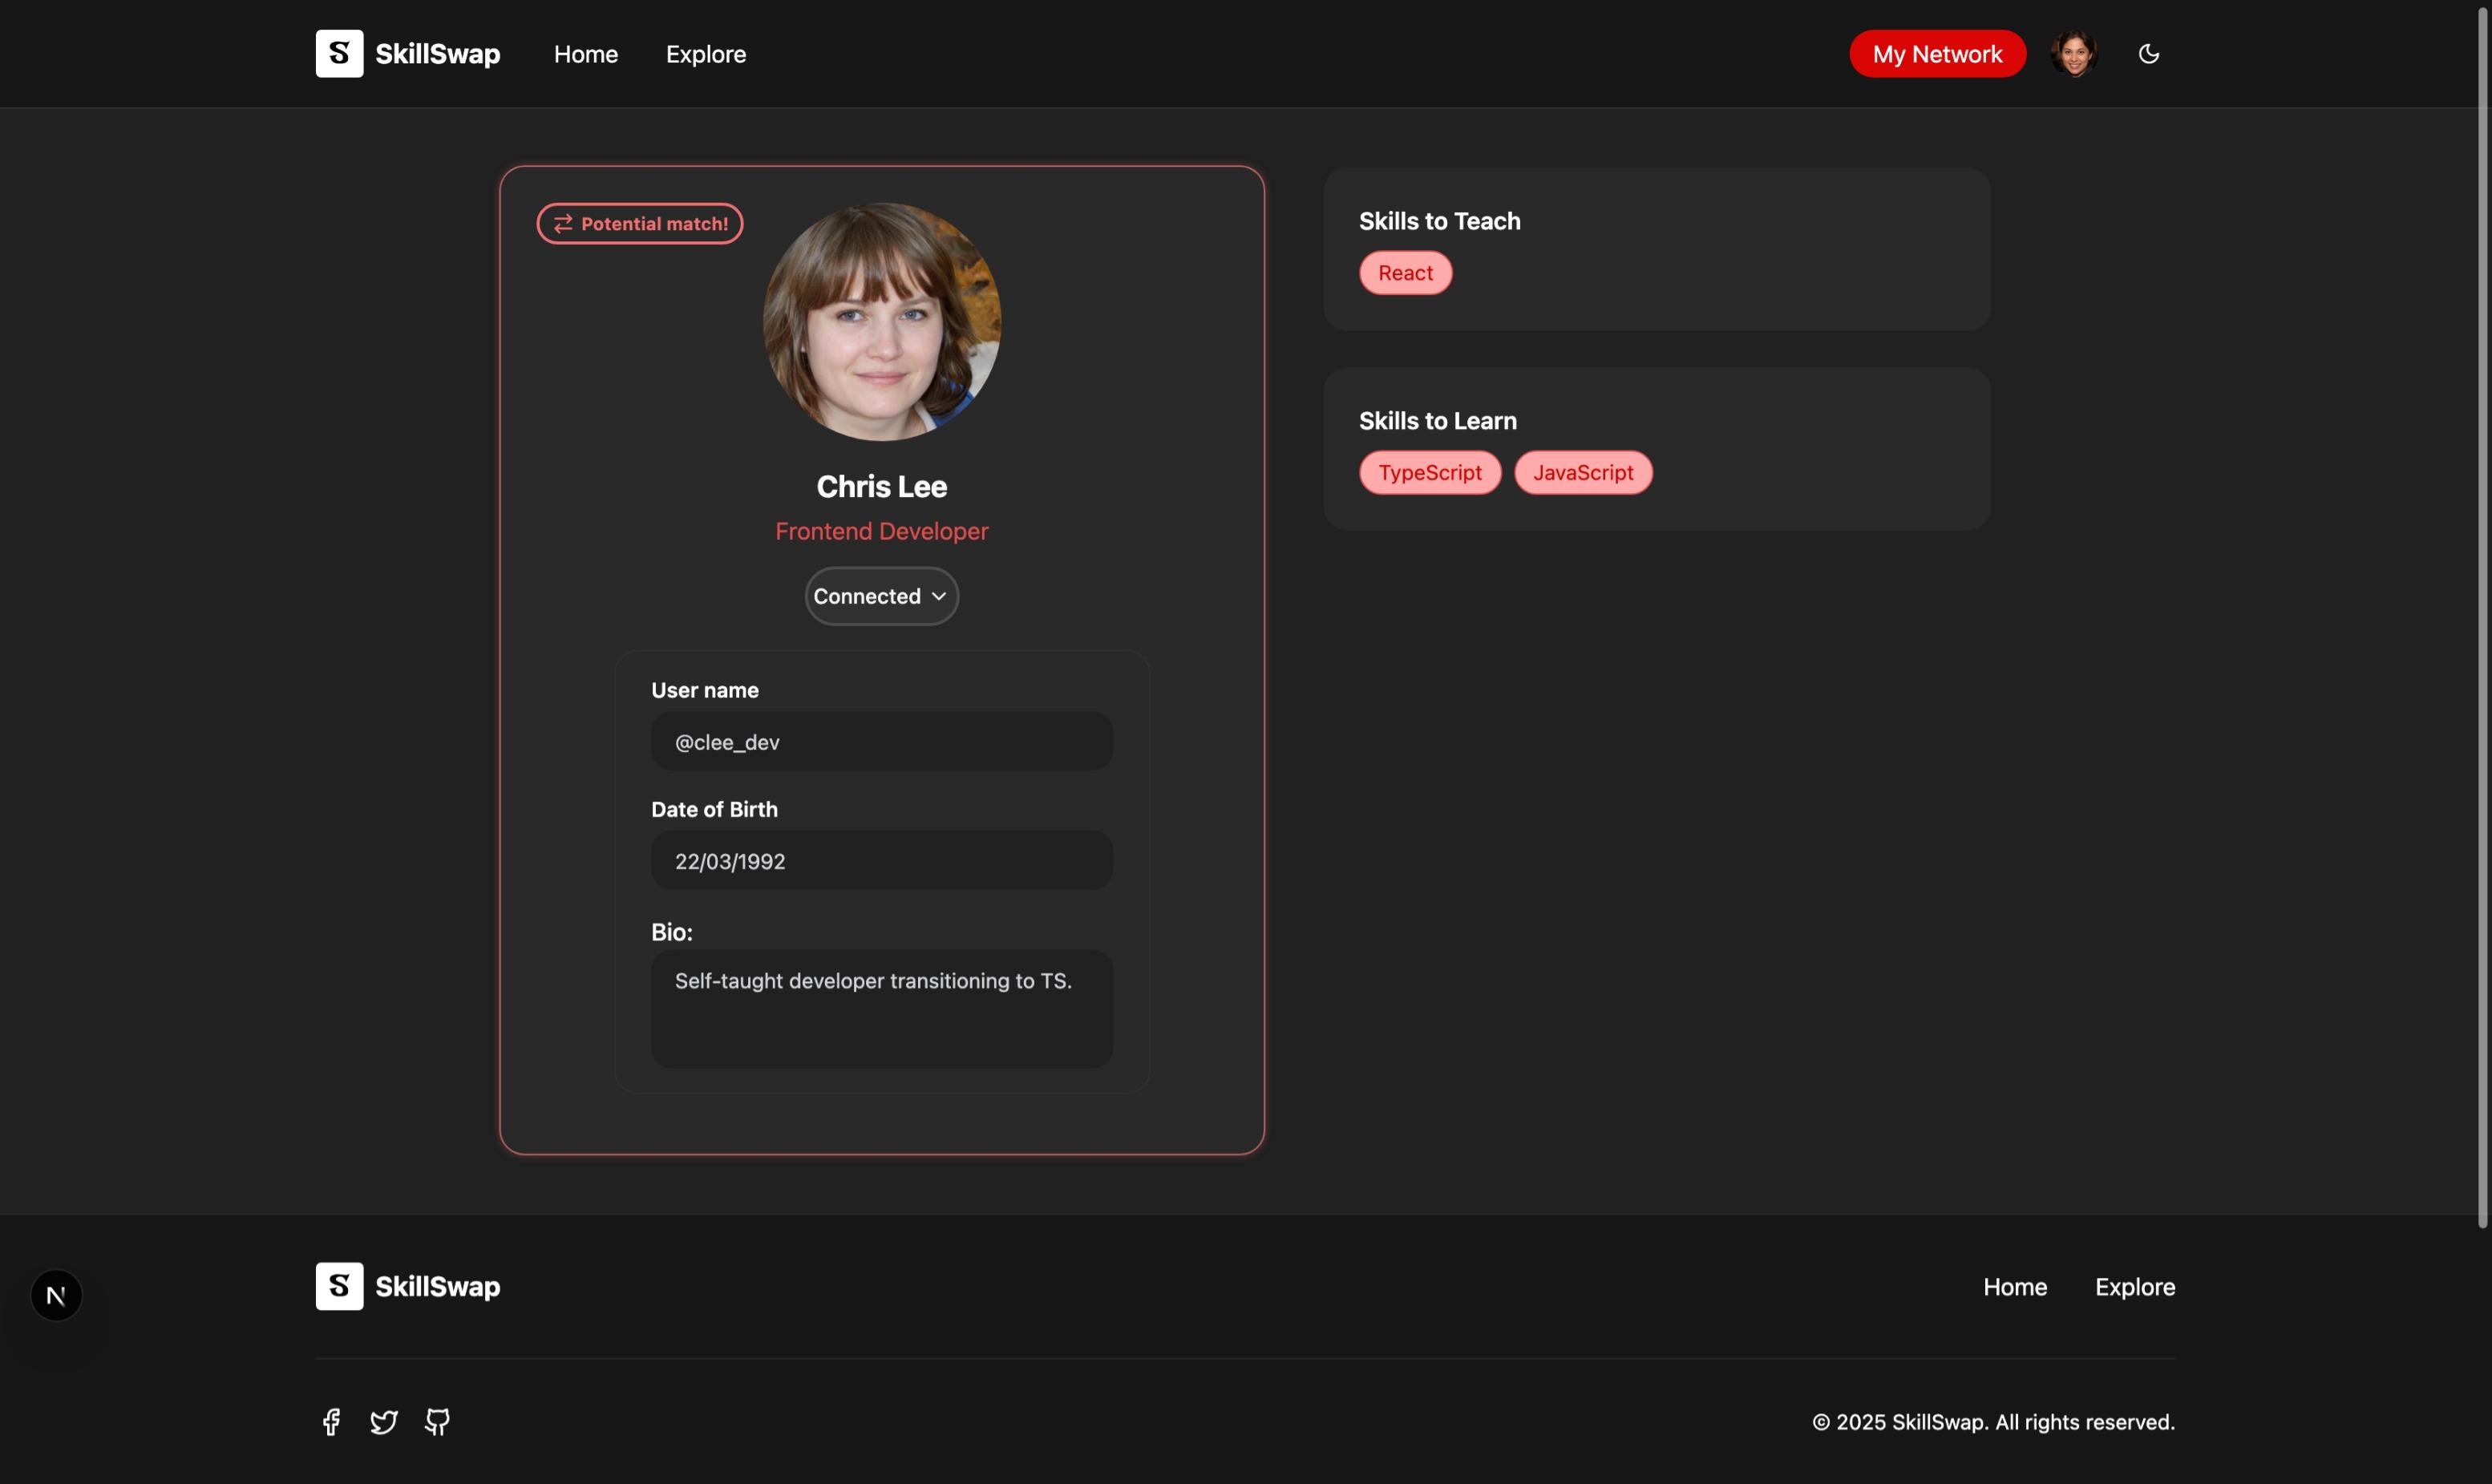 SkillSwap
Home
Explore
My Network
Potential match!
Chris Lee
Frontend Developer
Connected
User name
@clee_dev
Date of Birth
22/03/1992
Bio:
Self-taught developer transitioning to TS.
Skills to Teach
React
Skills to Learn
TypeScript
JavaScript
N
SkillSwap
Home
Explore
© 2025 SkillSwap. All rights reserved.